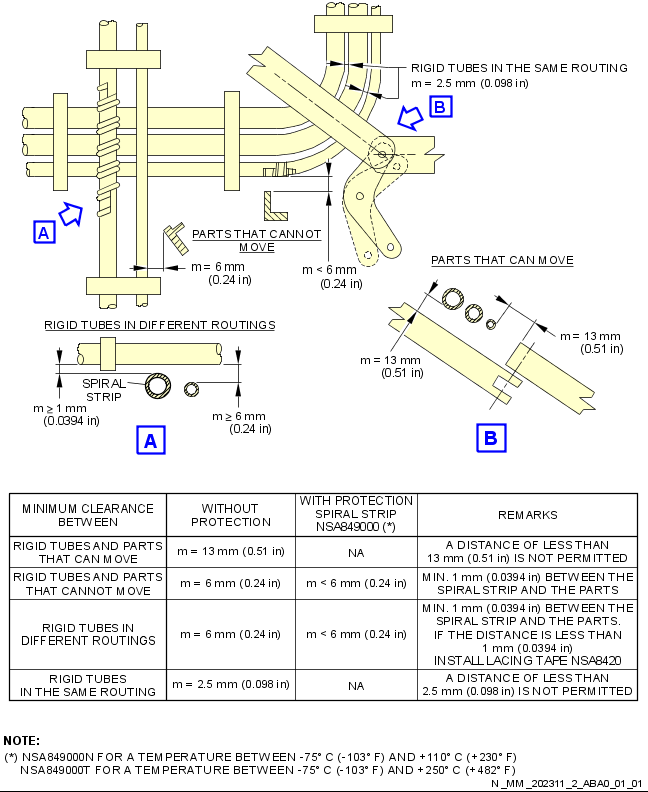 RIGID TUBES IN THE SAME ROUTING
m = 2.5 mm (0.098 in)
B
A
PARTS THAT CANNOT
MOVE
m = 6 mm
(0.24 in)
m < 6 mm
(0.24 in)
PARTS THAT CAN MOVE
RIGID TUBES IN DIFFERENT ROUTINGS
m = 13 mm
(0.51 in)
m = 13 mm
(0.51 in)
SPIRAL
STRIP
m ≥ 1 mm
(0.0394 in)
m ≥ 6 mm
(0.24 in)
A
B
MINIMUM CLEARANCE
BETWEEN
WITHOUT
PROTECTION
WITH PROTECTION
SPIRAL STRIP
NSA849000 (*)
REMARKS
RIGID TUBES AND PARTS
THAT CAN MOVE
m = 13 mm (0.51 in)
NA
A DISTANCE OF LESS THAN
13 mm (0.51 in) IS NOT PERMITTED
RIGID TUBES AND PARTS
THAT CANNOT MOVE
m = 6 mm (0.24 in)
m < 6 mm (0.24 in)
MIN. 1 mm (0.0394 in) BETWEEN THE
SPIRAL STRIP AND THE PARTS
RIGID TUBES IN
DIFFERENT ROUTINGS
m = 6 mm (0.24 in)
m < 6 mm (0.24 in)
MIN. 1 mm (0.0394 in) BETWEEN THE
SPIRAL STRIP AND THE PARTS.
IF THE DISTANCE IS LESS THAN
1 mm (0.0394 in)
INSTALL LACING TAPE NSA8420
RIGID TUBES
IN THE SAME ROUTING
m = 2.5 mm (0.098 in)
NA
A DISTANCE OF LESS THAN
2.5 mm (0.098 in) IS NOT PERMITTED
NOTE:
(*) NSA849000N FOR A TEMPERATURE BETWEEN -75° C (-103° F) AND +110° C (+230° F)
NSA849000T FOR A TEMPERATURE BETWEEN -75° C (-103° F) AND +250° C (+482° F)
N_MM_202311_2_ABA0_01_01